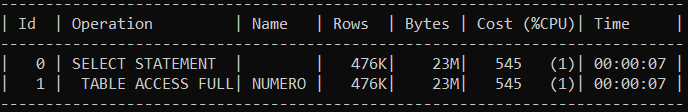 --------------------------------------------------------------------------
| Id  | Operation         | Name   | Rows  | Bytes | Cost (%CPU)| Time     |
--------------------------------------------------------------------------
|   0 | SELECT STATEMENT  |        |   476K|    23M|   545   (1)| 00:00:07 |
|   1 |  TABLE ACCESS FULL| NUMERO |   476K|    23M|   545   (1)| 00:00:07 |
--------------------------------------------------------------------------